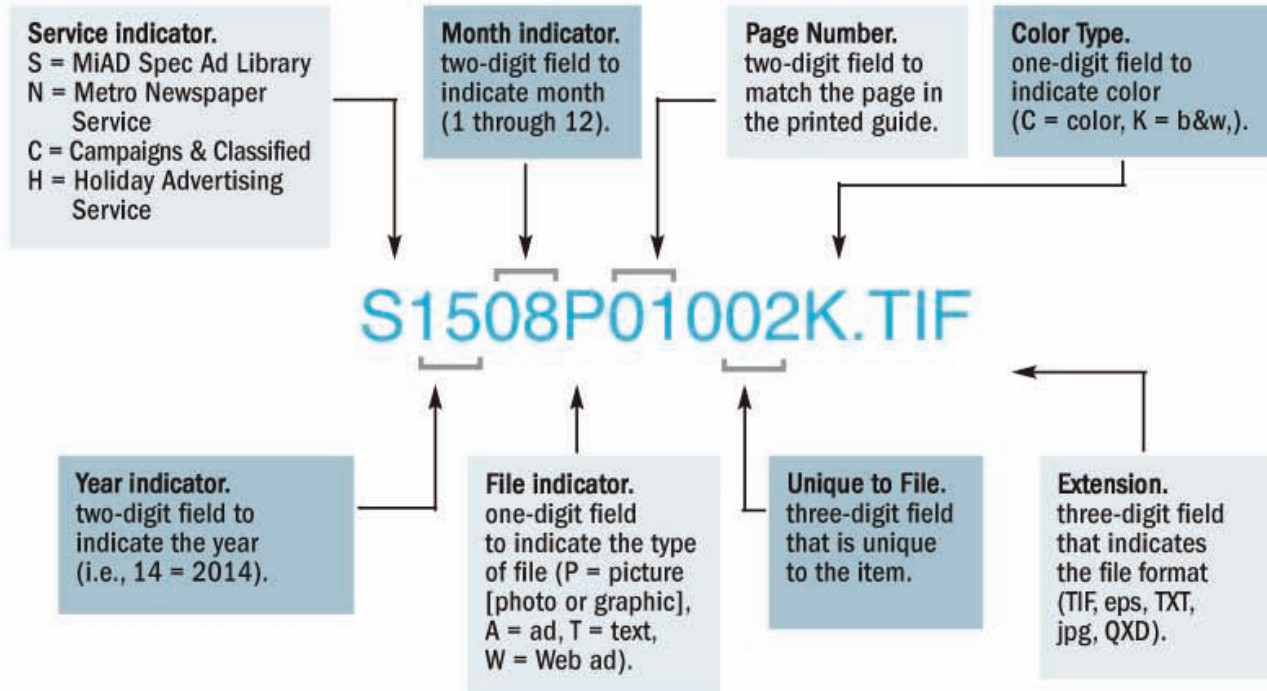 Service indicator.
S = MiAD Spec Ad Library
N = Metro Newspaper
Service
C = Campaigns & Classified
H = Holiday Advertising
Service
Month indicator.
two-digit field to
indicate month
(1 through 12).
Page Number.
two-digit field to
match the page in
the printed guide.
Color Type.
one-digit field to
indicate color
(C = color, K = b&w,).
S1508P01002K.TIF
Year indicator.
two-digit field to
indicate the year
(i.e., 14 = 2014).
File indicator.
one-digit field
to indicate the type
of file (P = picture
[photo or graphic],
A = ad, T = text,
W = Web ad).
Unique to File.
three-digit field
that is unique
to the item.
Extension.
three-digit field
that indicates
the file format
(TIF, eps, TXT,
jpg, QXD).